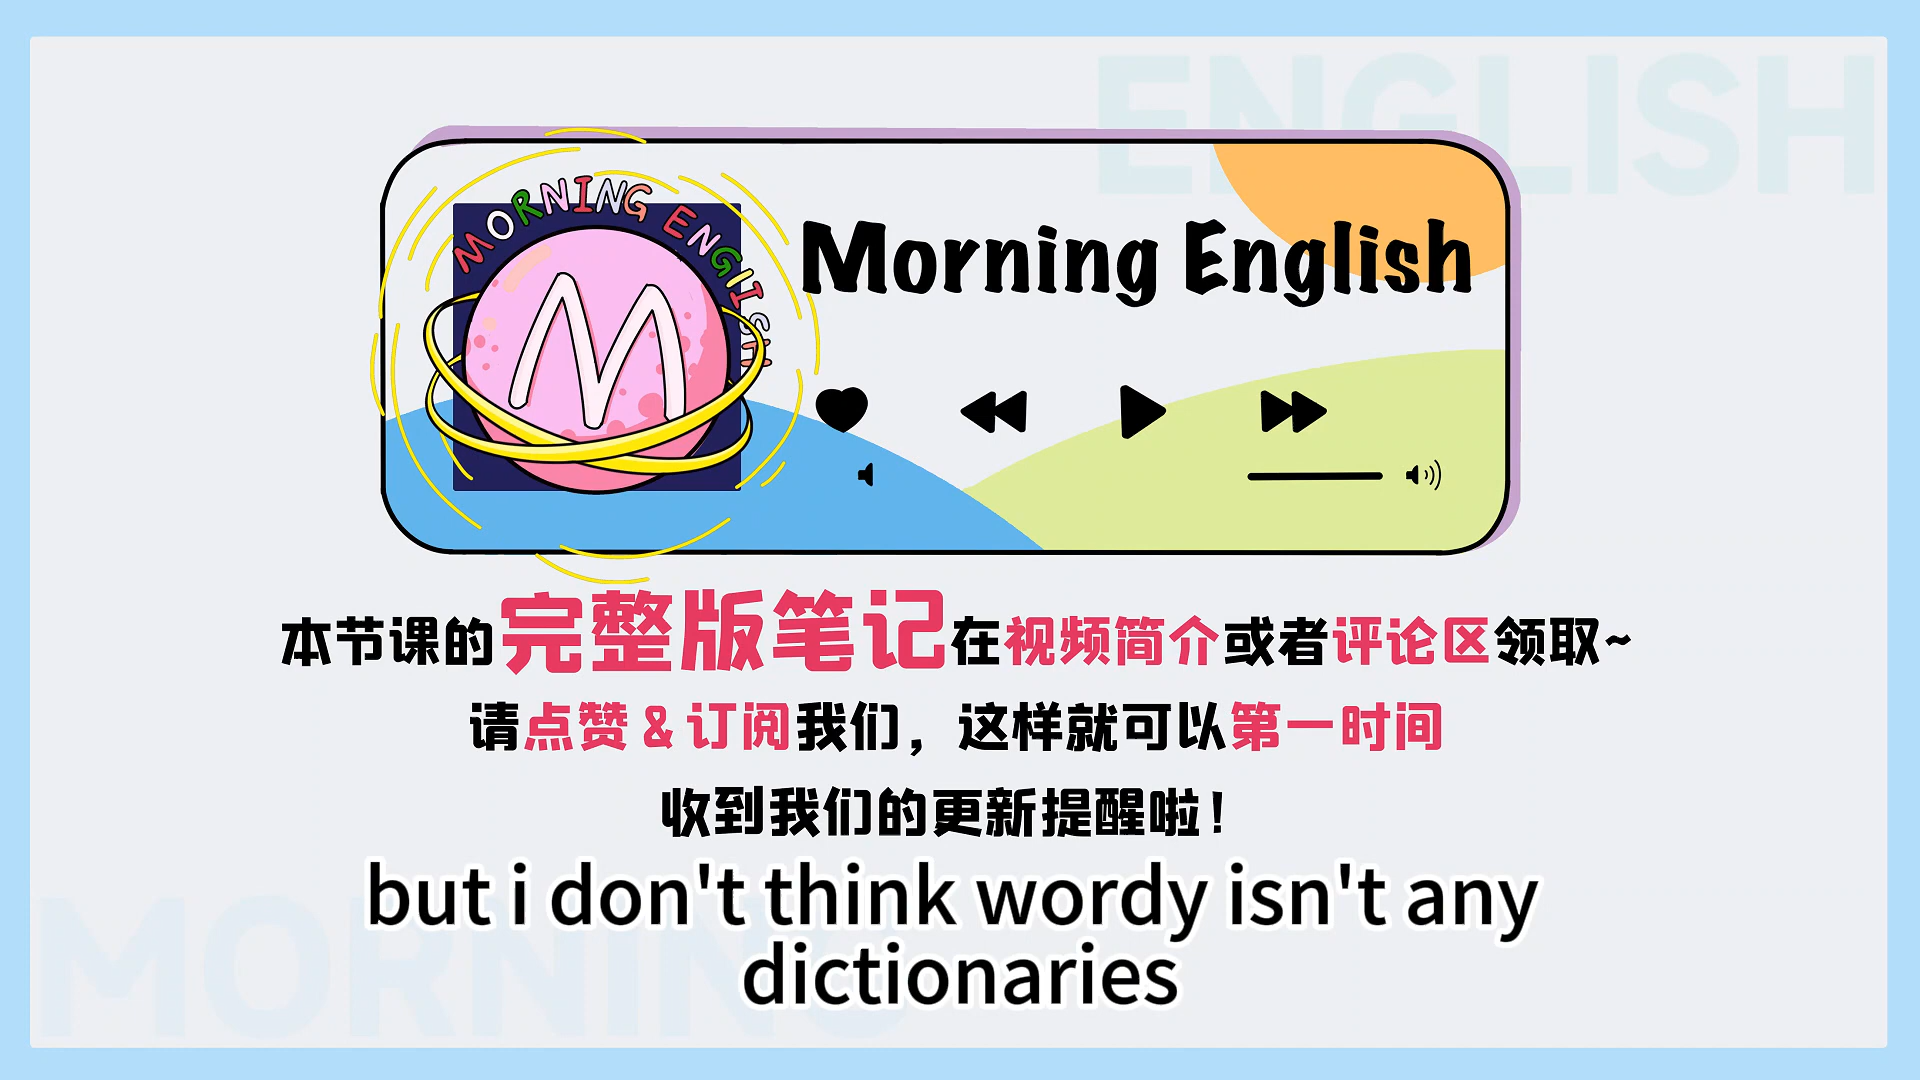 ENGLISH
MORNING ENGLISH
M
Morning English
本节课的完整版笔记在视频简介或者评论区领取~
请点赞&订阅我们，这样就可以第一时间
收到我们的更新提醒啦！
but i don't think wordy isn't any
dictionaries
MORNING